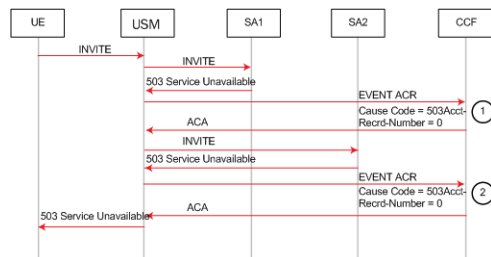 UE USM SA1 SA2 CCF
INVITE
INVITE
503 Service Unavailable
EVENT ACR
Cause Code = 503Acct-
Recrd-Number = 0
1
ACA
INVITE
503 Service Unavailable
EVENT ACR
Cause Code = 503Acct-
Recrd-Number = 0
2
ACA
503 Service Unavailable